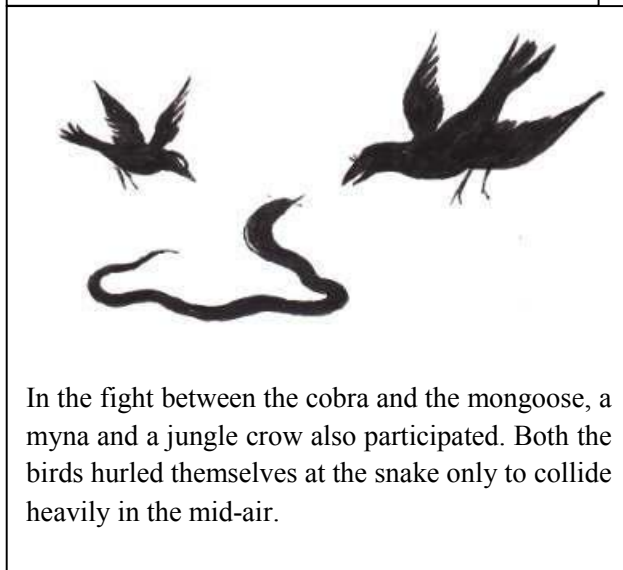 In the fight between the cobra and the mongoose, a
myna and a jungle crow also participated. Both the
birds hurled themselves at the snake only to collide
heavily in the mid-air.